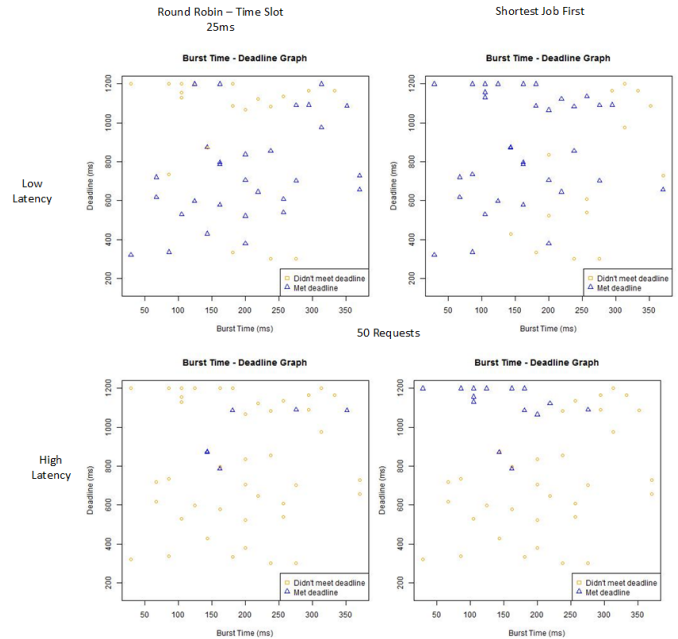 Round Robin – Time Slot
25ms
Shortest Job First
Low
Latency
Burst Time - Deadline Graph
Deadline (ms)
1200
1000
800
600
400
200
Didn't meet deadline
Met deadline
50 100 150 200 250 300 350
Burst Time (ms)
Burst Time - Deadline Graph
Deadline (ms)
1200
1000
800
600
400
200
Didn't meet deadline
Met deadline
50 100 150 200 250 300 350
Burst Time (ms)
50 Requests
High
Latency
Burst Time - Deadline Graph
Deadline (ms)
1200
1000
800
600
400
200
Didn't meet deadline
Met deadline
50 100 150 200 250 300 350
Burst Time (ms)
Burst Time - Deadline Graph
Deadline (ms)
1200
1000
800
600
400
200
Didn't meet deadline
Met deadline
50 100 150 200 250 300 350
Burst Time (ms)